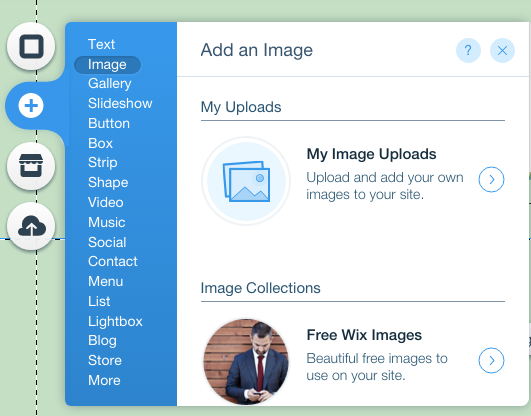 Text
Image
Gallery
Slideshow
Button
Box
Strip
Shape
Video
Music
Social
Contact
Menu
List
Lightbox
Blog
Store
More
Add an Image
?
My Uploads
My Image Uploads
Upload and add your own
images to your site.
Image Collections
Free Wix Images
Beautiful free images to
use on your site.